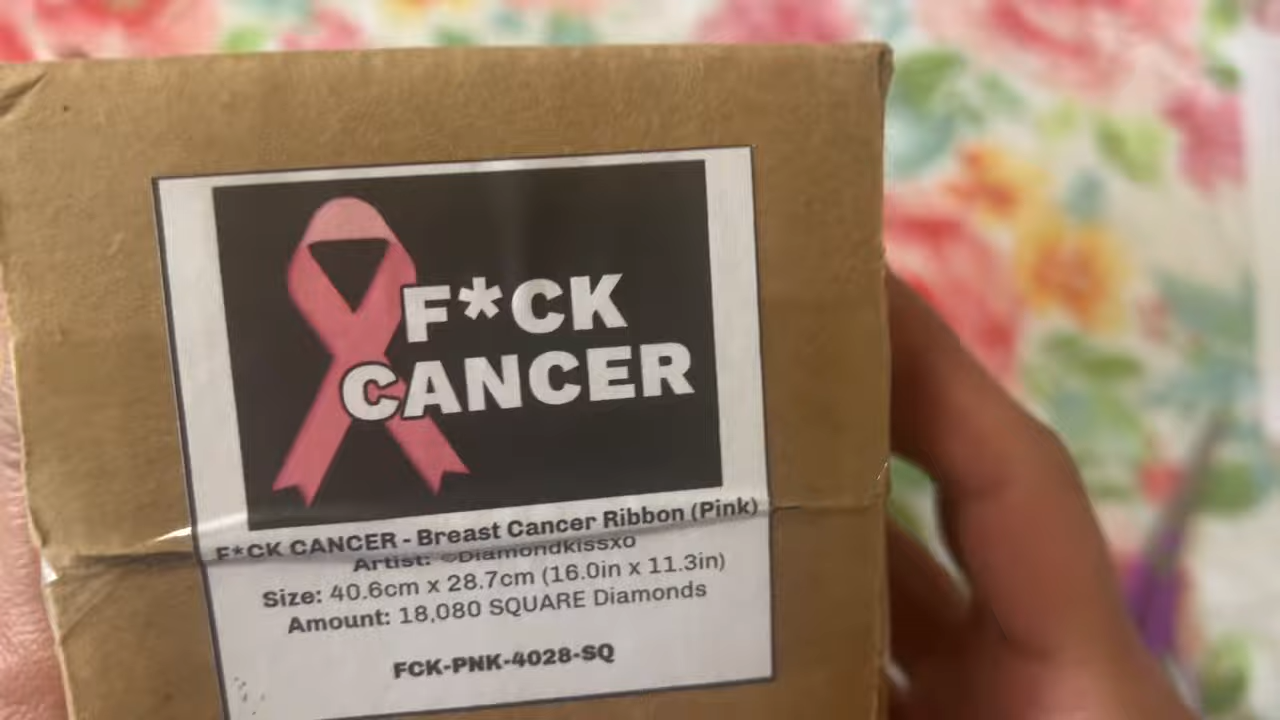 F*CK
CANCER
F*CK CANCER - Breast Cancer Ribbon (Pink)
Artist: ©Diamondkissxo
Size: 40.6cm x 28.7cm (16.0in x 11.3in)
Amount: 18,080 SQUARE Diamonds
FCK-PNK-4028-SQ